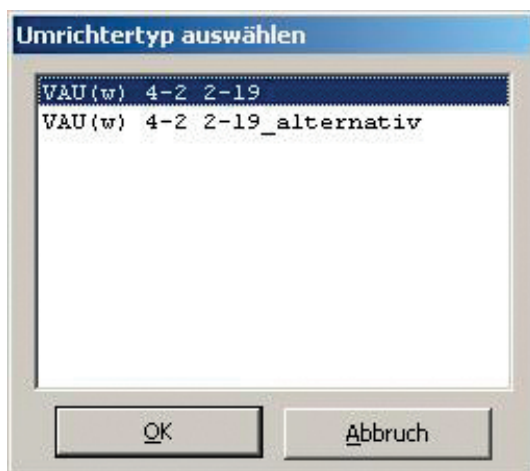 Umrichtertyp auswählen
VAU(w) 4-2 2-19
VAU(w) 4-2 2-19_alternativ
OK
Abbruch